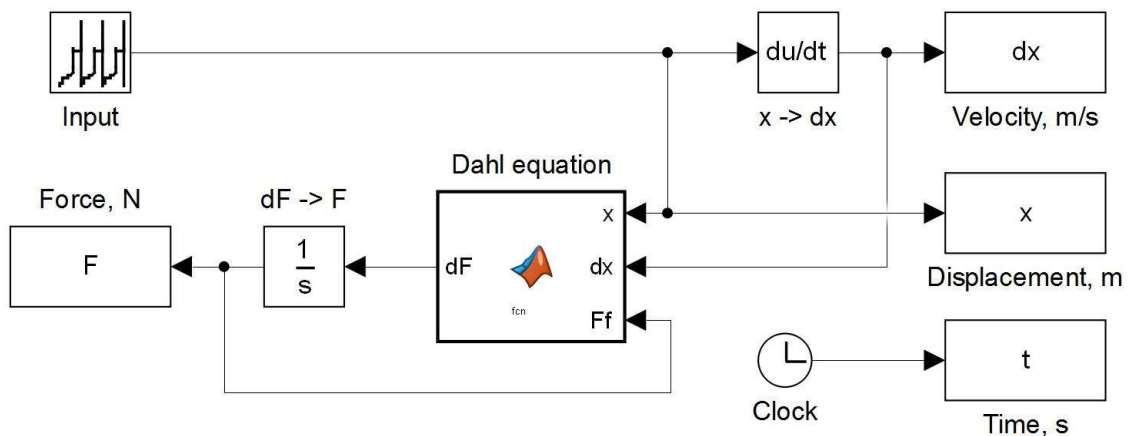 du/dt
dx
Input
x -> dx
Velocity, m/s
Dahl equation
Force, N
dF -> F
x
x
F
1
s
dF
dx
fcn
Ff
Displacement, m
t
Clock
Time, s